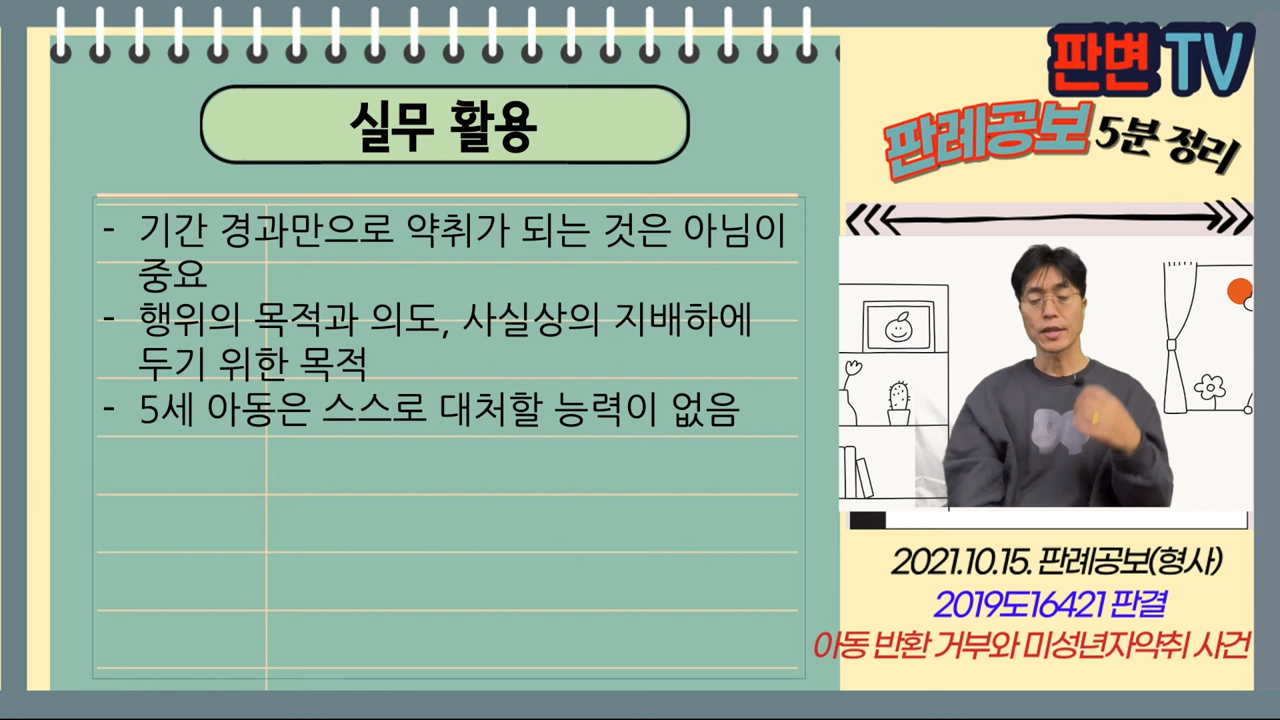 판변 TV
판례공보 5분 정리
실무 활용
- 기간 경과만으로 약취가 되는 것은 아님이
중요
- 행위의 목적과 의도, 사실상의 지배하에
두기 위한 목적
- 5세 아동은 스스로 대처할 능력이 없음
2021.10.15. 판례공보(형사)
2019도16421 판결
아동 반환 거부와 미성년자약취 사건